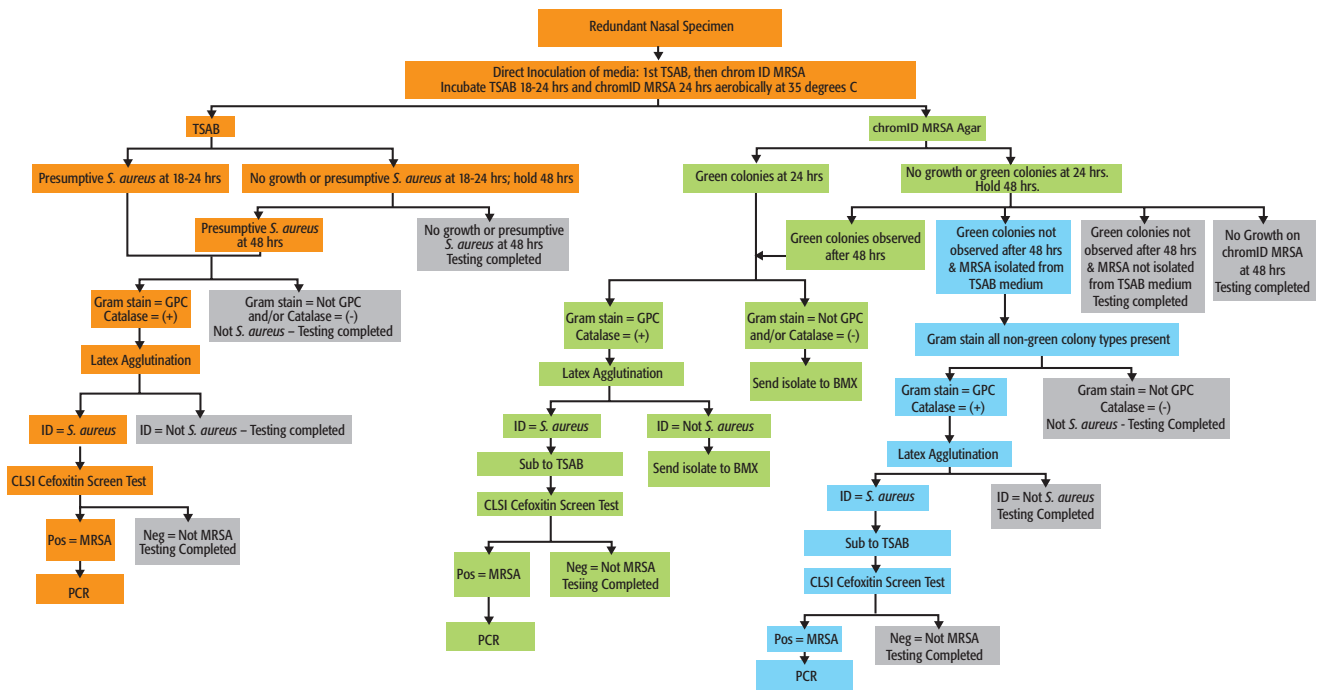 Redundant Nasal Specimen
Direct Inoculation of media: 1st TSAB, then chrom ID MRSA
Incubate TSAB 18-24 hrs and chromID MRSA 24 hrs aerobically at 35 degrees C
TSAB
Presumptive S. aureus at 18-24 hrs
No growth or presumptive S. aureus at 18-24 hrs; hold 48 hrs
Presumptive S. aureus
at 48 hrs
No growth or presumptive
S. aureus at 48 hrs
Testing completed
Gram stain = GPC
Catalase = (+)
Gram stain = Not GPC
and/or Catalase = (-)
Not S. aureus – Testing completed
Latex Agglutination
ID = S. aureus
ID = Not S. aureus – Testing completed
CLSI Cefoxitin Screen Test
Pos = MRSA
Neg = Not MRSA
Testing Completed
PCR
chromID MRSA Agar
Green colonies at 24 hrs
No growth or green colonies at 24 hrs.
Hold 48 hrs.
Green colonies observed
after 48 hrs
Green colonies not
observed after 48 hrs
& MRSA isolated from
TSAB medium
Green colonies not
observed after 48 hrs
& MRSA not isolated
from TSAB medium
Testing completed
No Growth on
chromID MRSA
at 48 hrs
Testing completed
Gram stain = GPC
Catalase = (+)
Gram stain = Not GPC
and/or Catalase = (-)
Latex Agglutination
Send isolate to BMX
ID = S. aureus
ID = Not S. aureus
Sub to TSAB
Send isolate to BMX
CLSI Cefoxitin Screen Test
Pos = MRSA
Neg = Not MRSA
Tesiing Completed
PCR
Gram stain all non-green colony types present
Gram stain = GPC
Catalase = (+)
Gram stain = Not GPC
Catalase = (-)
Not S. aureus - Testing Completed
Latex Agglutination
ID = S. aureus
ID = Not S. aureus
Testing Completed
Sub to TSAB
CLSI Cefoxitin Screen Test
Pos = MRSA
Neg = Not MRSA
Testing Completed
PCR